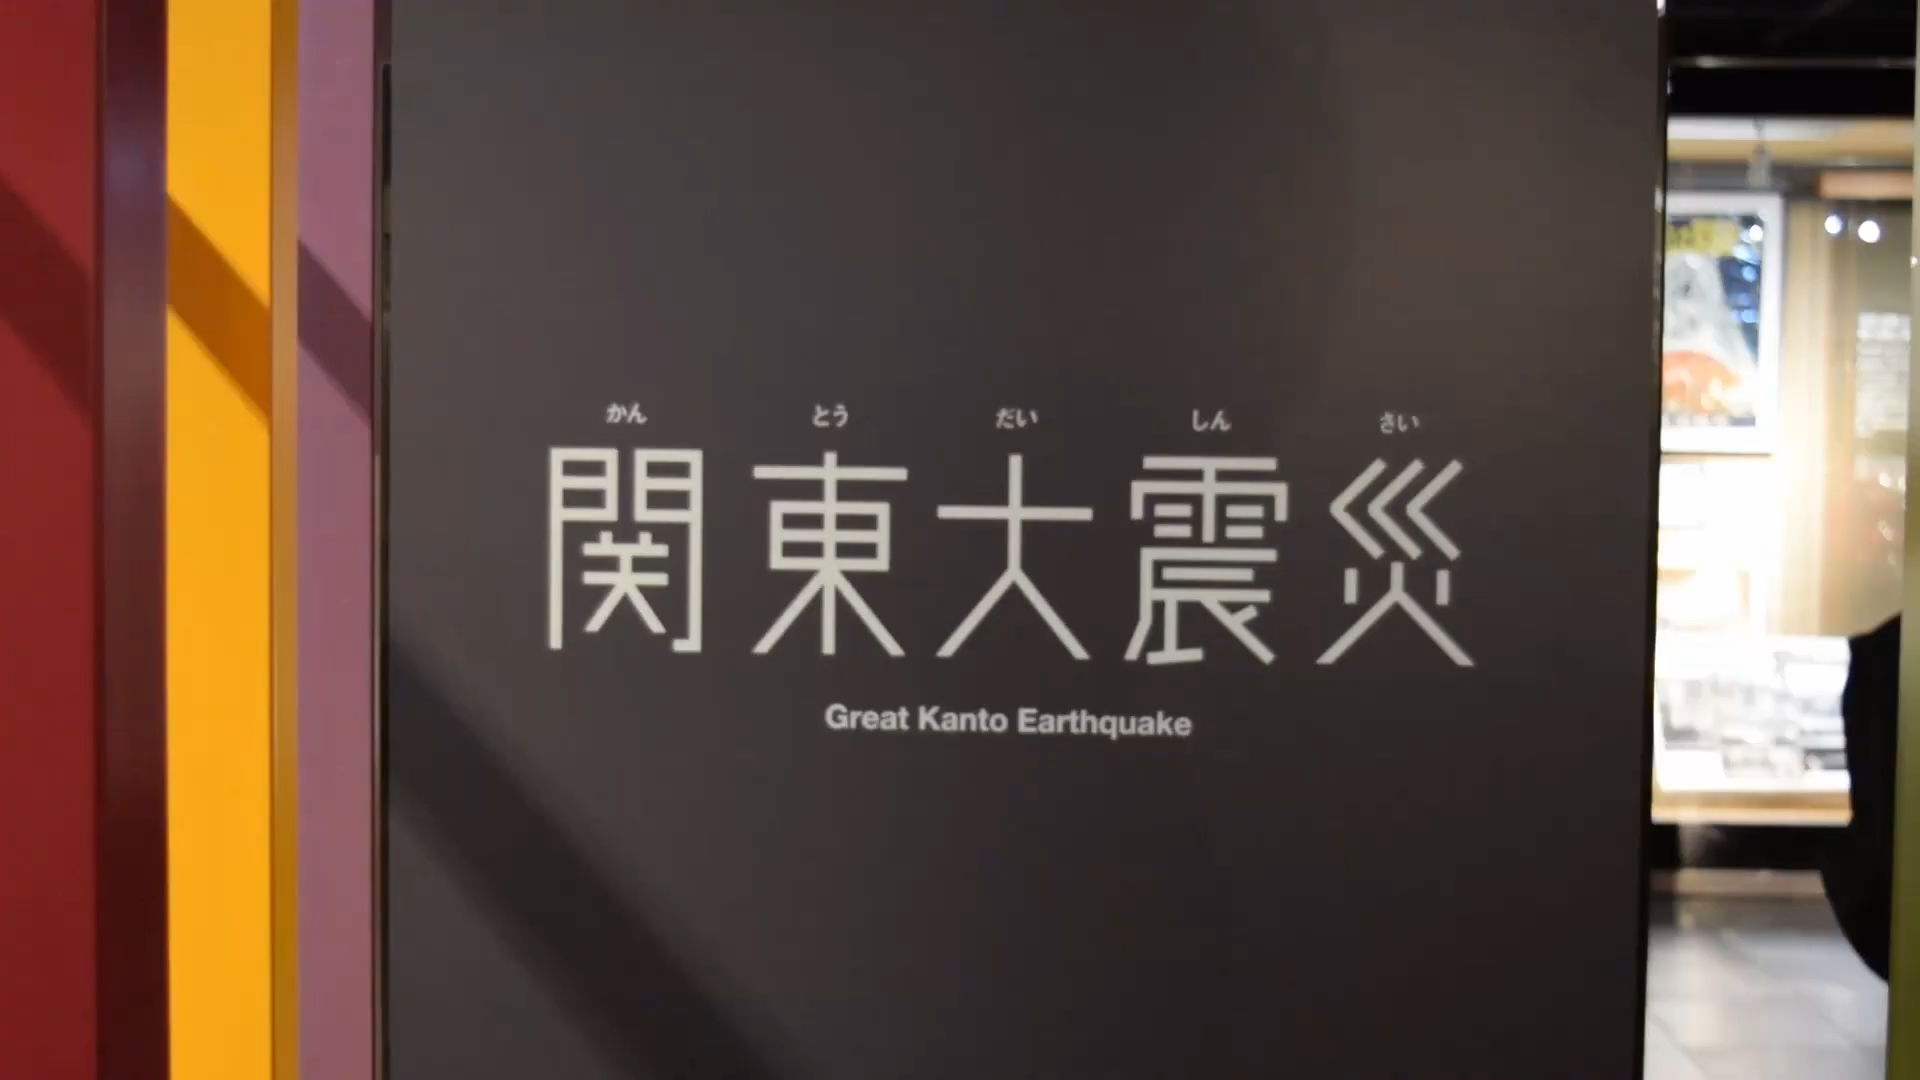 かん とう だい しん さい
関東大震災
Great Kanto Earthquake